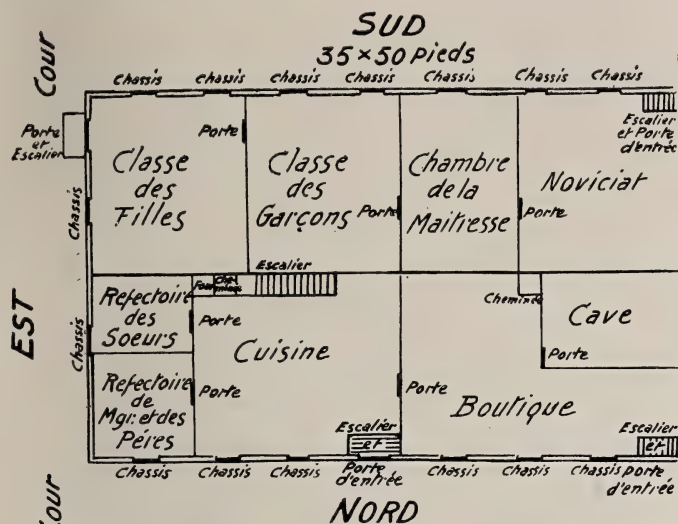 SUD
35 x 50 pieds
Cour
Chassis Chassis Chassis Chassis Chassis Chassis Chassis
Porte
et
Escalier
Chassis
Classe
des
Filles
Porte
Classe
des
Garçons
Porte
Chambre
de la
Maitresse
Porte
Noviciat
Escalier
et Porte
d'entrée
EST
Chassis
Refectoire
des
Soeurs
Porte
Escalier
Cuisine
Cheminée
Cave
Porte
Refectoire
de
Mgr. et des
Péres
Porte
Porte
Boutique
Escalier
et
Porte
d'entrée
Escalier
et
porte
d'entrée
Chassis Chassis Chassis Chassis Chassis Chassis
Cour
NORD